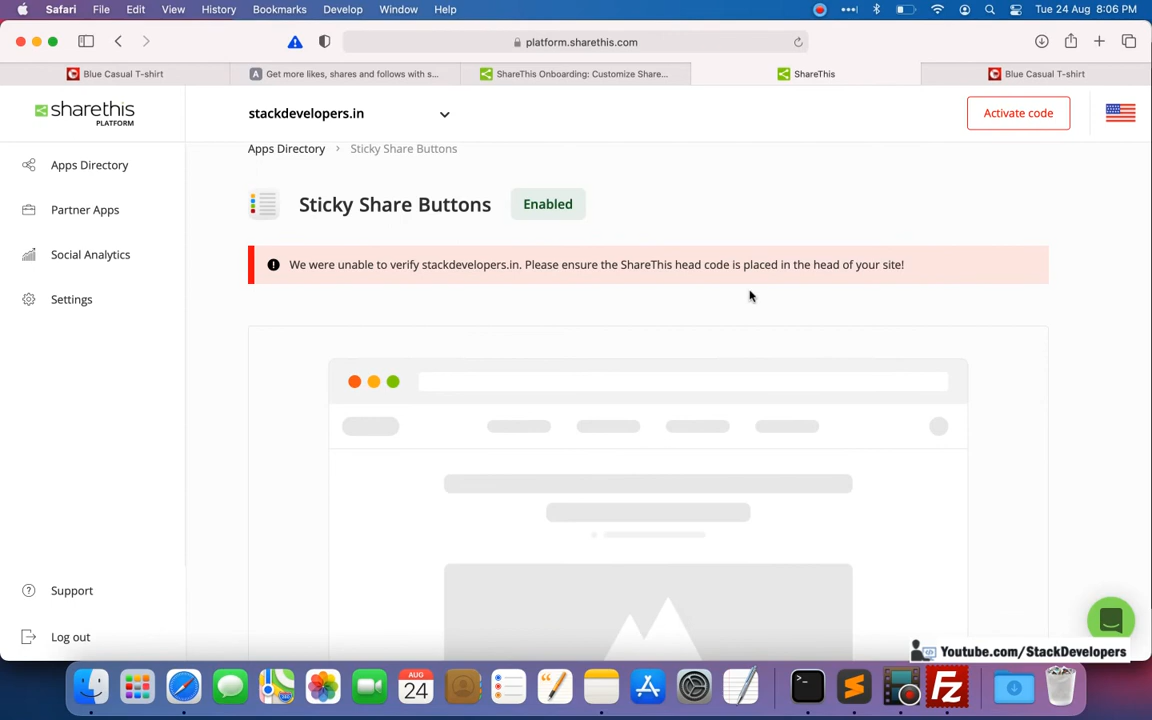 Safari File Edit View History Bookmarks Develop Window Help Tue 24 Aug 8:06 PM
platform.sharethis.com
Blue Casual T-shirt
Get more likes, shares and follows with s...
ShareThis Onboarding: Customize Share...
ShareThis
Blue Casual T-shirt
sharethis
PLATFORM
stackdevelopers.in
Activate code
Apps Directory
Partner Apps
Social Analytics
Settings
Support
Log out
Apps Directory › Sticky Share Buttons
Sticky Share Buttons Enabled
We were unable to verify stackdevelopers.in. Please ensure the ShareThis head code is placed in the head of your site!
Youtube.com/StackDevelopers
AUG
24
Fz